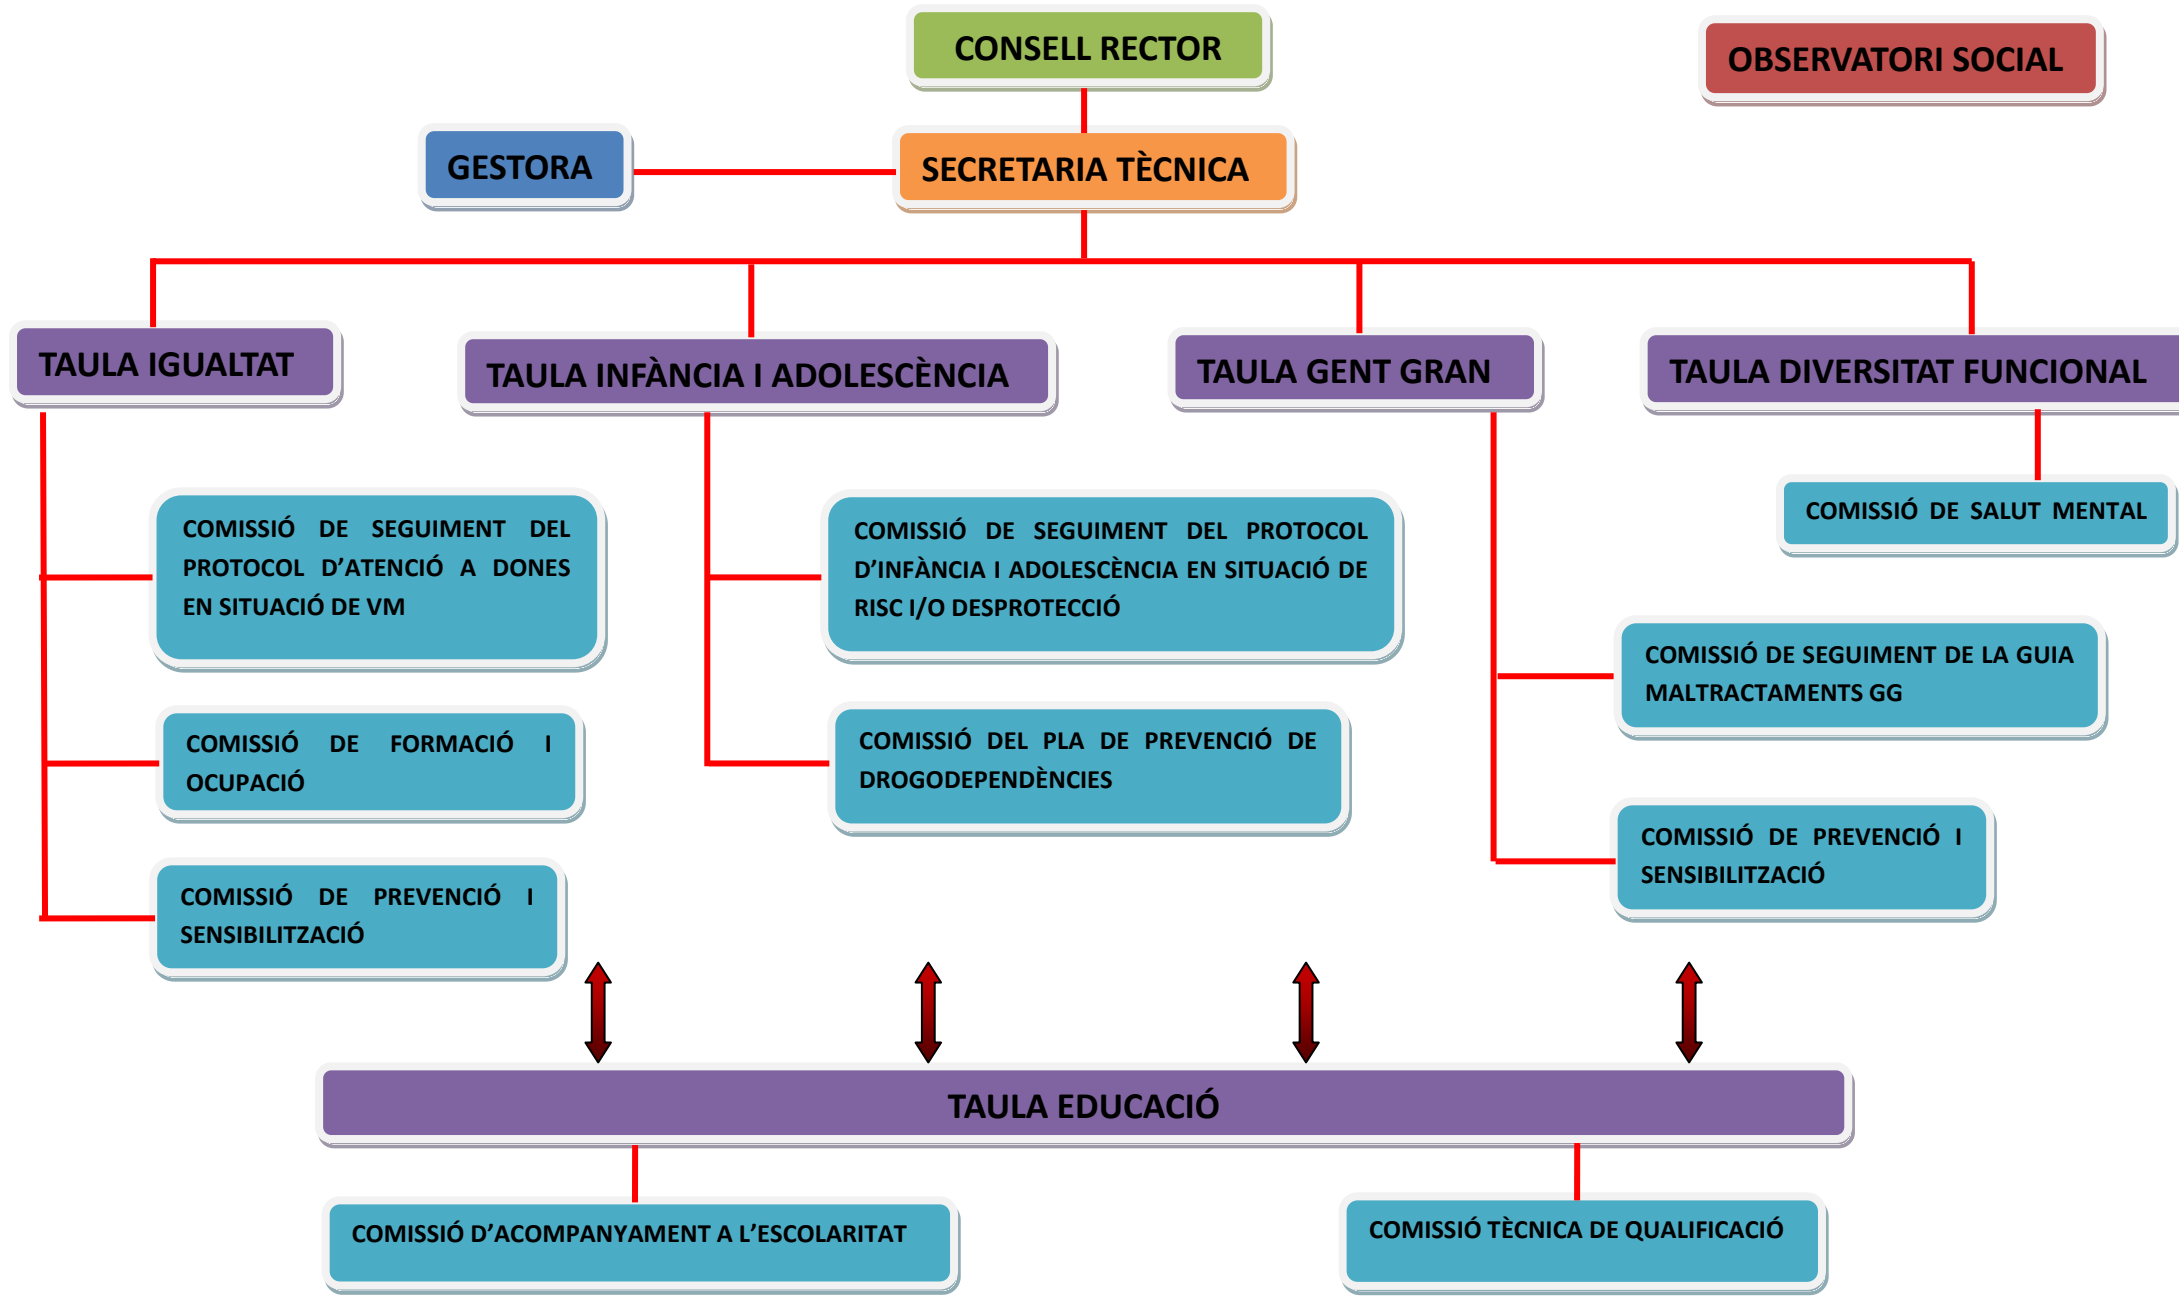 CONSELL RECTOR
OBSERVATORI SOCIAL
GESTORA
SECRETARIA TÈCNICA
TAULA IGUALTAT
TAULA INFÀNCIA I ADOLESCÈNCIA
TAULA GENT GRAN
TAULA DIVERSITAT FUNCIONAL
COMISSIÓ DE SEGUIMENT DEL
PROTOCOL D’ATENCIÓ A DONES
EN SITUACIÓ DE VM
COMISSIÓ DE FORMACIÓ I
OCUPACIÓ
COMISSIÓ DE PREVENCIÓ I
SENSIBILITZACIÓ
COMISSIÓ DE SEGUIMENT DEL PROTOCOL
D’INFÀNCIA I ADOLESCÈNCIA EN SITUACIÓ DE
RISC I/O DESPROTECCIÓ
COMISSIÓ DEL PLA DE PREVENCIÓ DE
DROGODEPENDÈNCIES
COMISSIÓ DE SALUT MENTAL
COMISSIÓ DE SEGUIMENT DE LA GUIA
MALTRACTAMENTS GG
COMISSIÓ DE PREVENCIÓ I
SENSIBILITZACIÓ
TAULA EDUCACIÓ
COMISSIÓ D’ACOMPANYAMENT A L’ESCOLARITAT
COMISSIÓ TÈCNICA DE QUALIFICACIÓ